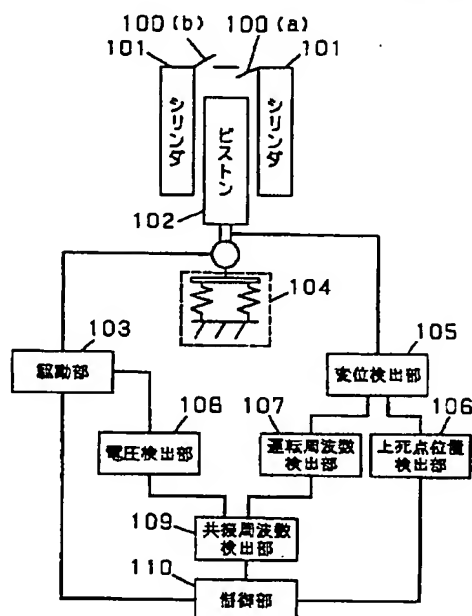 100(b)
100(a)
101
101
シリンダ
ピストン
シリンダ
102
104
103
105
駆動部
変位検出部
108
107
106
電圧検出部
運転周波数
検出部
上死点位置
検出部
109
共振周波数
検出部
110
制御部